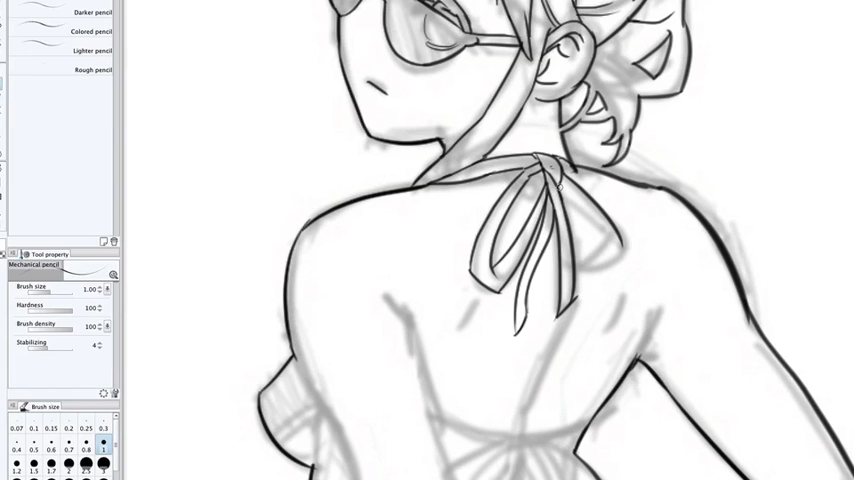 Darker pencil
Colored pencil
Lighter pencil
Rough pencil
Tool property
Mechanical pencil
Brush size 1.00
Hardness 100
Brush density 100
Stabilizing 4
Brush size
0.07 0.1 0.15 0.2 0.25 0.3
0.4 0.5 0.6 0.7 0.8 1
1.2 1.5 1.7 2 2.5 3